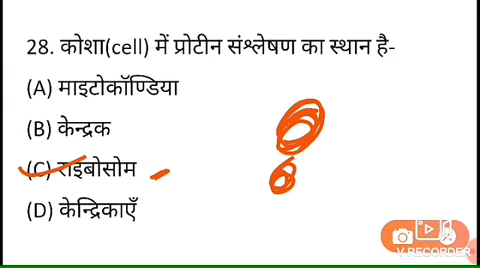 28. कोशा(cell) में प्रोटीन संश्लेषण का स्थान है-
(A) माइटोकॉण्डिया
(B) केन्द्रक
(C) राइबोसोम
(D) केन्द्रिकाएँ
V RECORDER